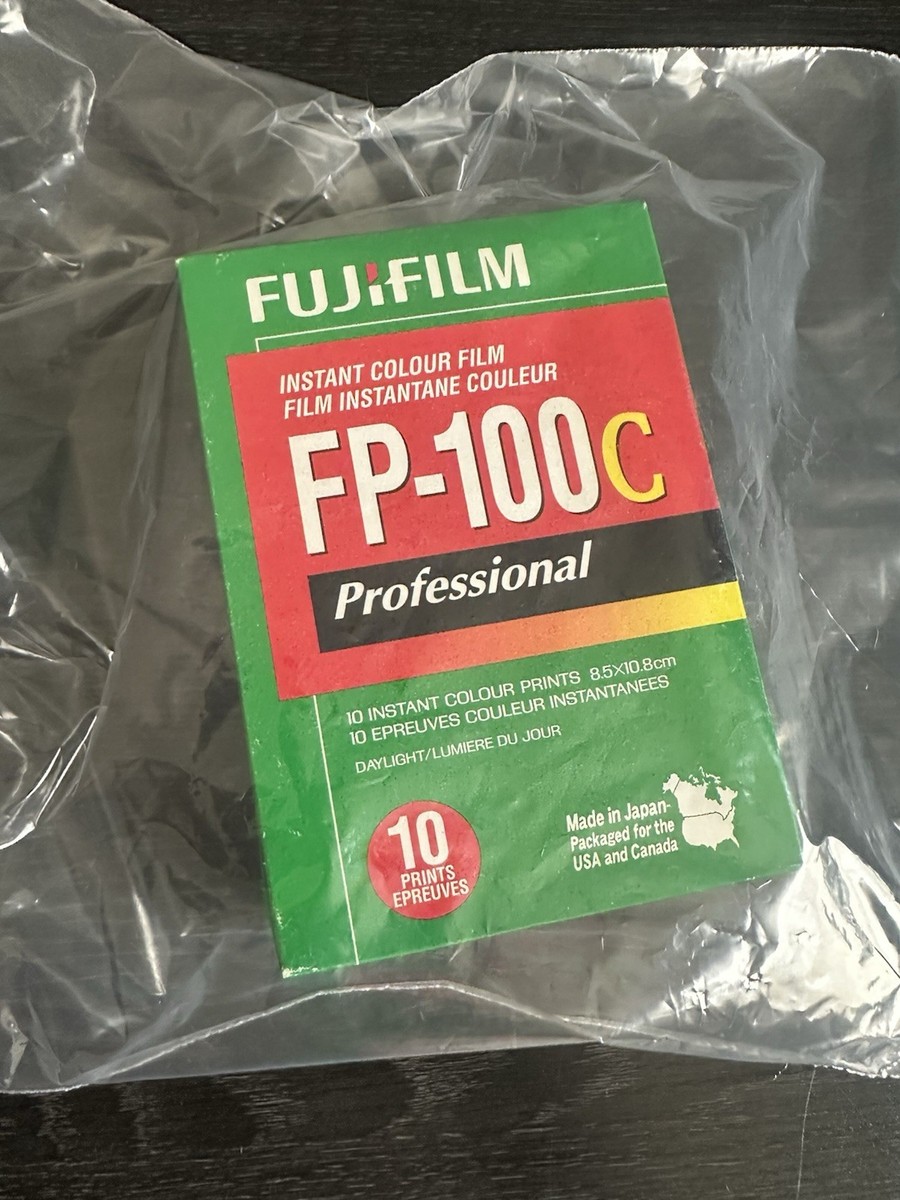 FUJIFILM
INSTANT COLOUR FILM
FILM INSTANTANE COULEUR
FP-100C
Professional
10 INSTANT COLOUR PRINTS 8.5×10.8cm
10 EPREUVES COULEUR INSTANTANEES
DAYLIGHT/LUMIERE DU JOUR
10
PRINTS
EPREUVES
Made in Japan-
Packaged for the
USA and Canada